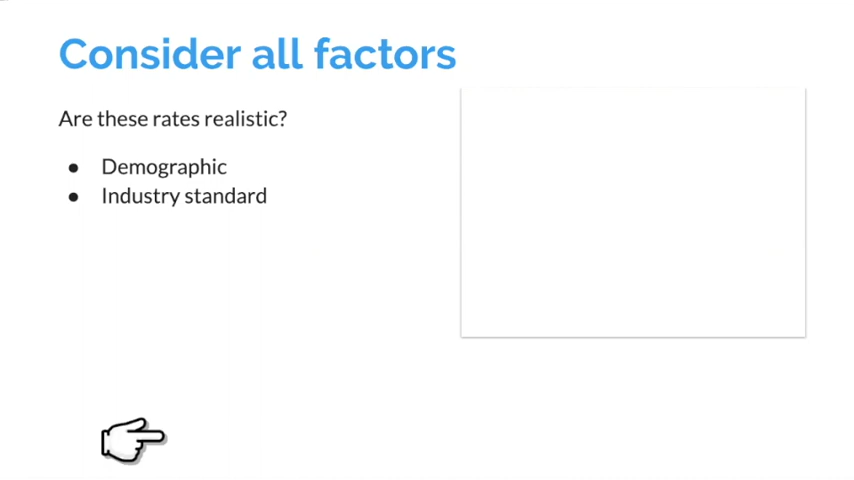 Consider all factors
Are these rates realistic?
● Demographic
● Industry standard